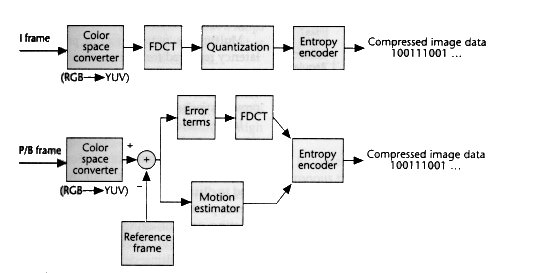 I frame
Color
space
converter
(RGB→YUV)
FDCT
Quantization
Entropy
encoder
Compressed image data
100111001 ...
P/B frame
Color
space
converter
(RGB→YUV)
+
+
−
Reference
frame
Error
terms
FDCT
Motion
estimator
Entropy
encoder
Compressed image data
100111001 ...